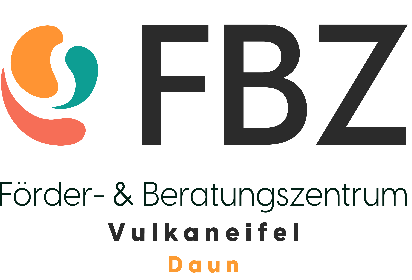 FBZ
Förder- & Beratungszentrum
Vulkaneifel
Daun